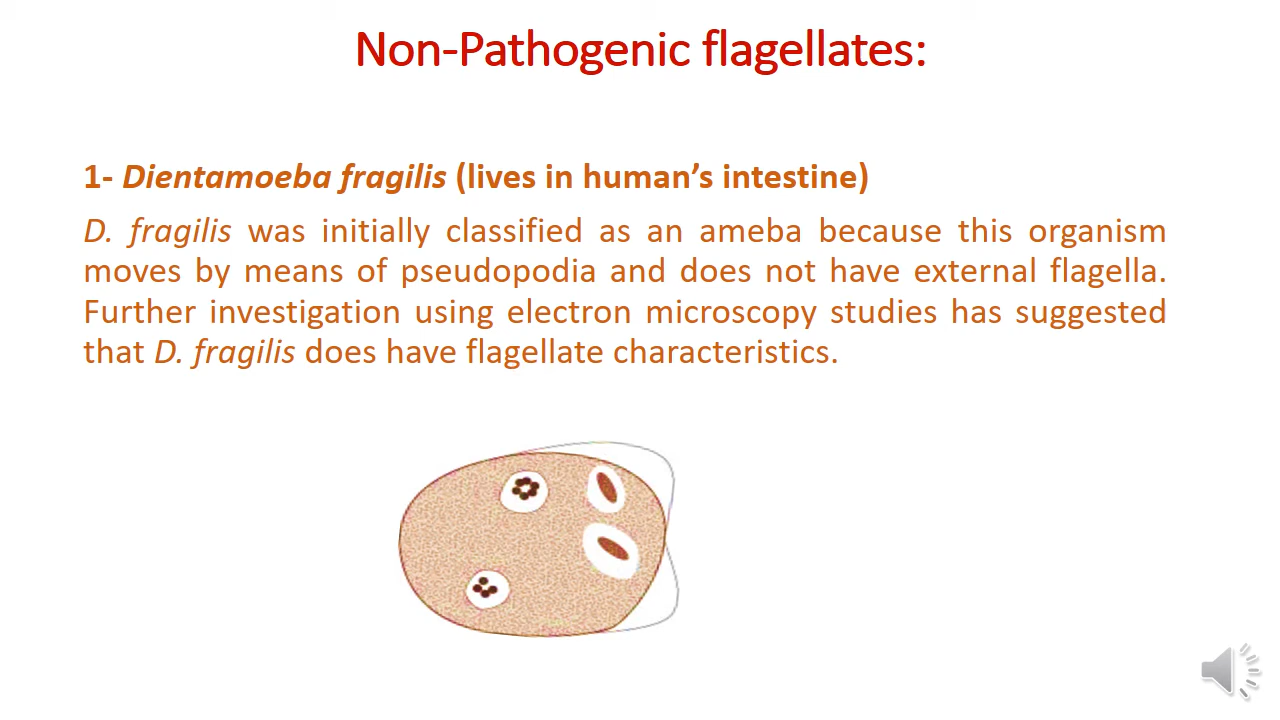 Non-Pathogenic flagellates:
1- Dientamoeba fragilis (lives in human’s intestine)
D. fragilis was initially classified as an ameba because this organism
moves by means of pseudopodia and does not have external flagella.
Further investigation using electron microscopy studies has suggested
that D. fragilis does have flagellate characteristics.